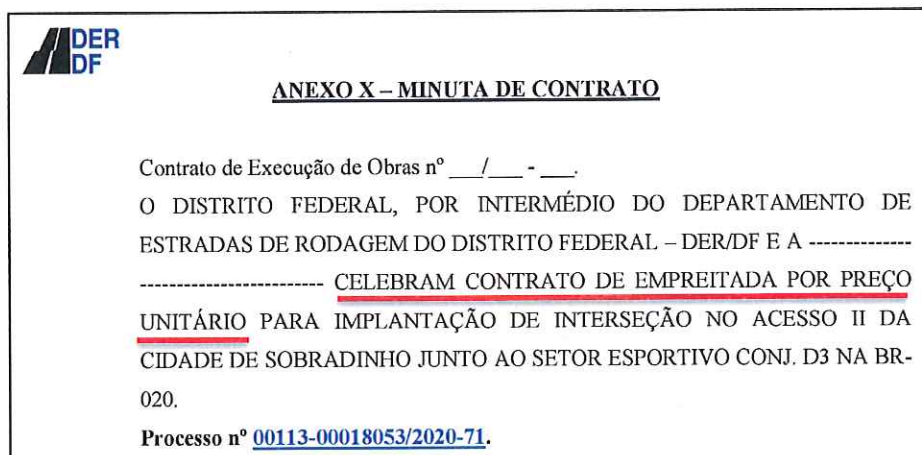 DER
DF
ANEXO X – MINUTA DE CONTRATO
Contrato de Execução de Obras nº ___/___ - ___.
O DISTRITO FEDERAL, POR INTERMÉDIO DO DEPARTAMENTO DE
ESTRADAS DE RODAGEM DO DISTRITO FEDERAL – DER/DF E A --------------
------------------------ CELEBRAM CONTRATO DE EMPREITADA POR PREÇO
UNITÁRIO PARA IMPLANTAÇÃO DE INTERSEÇÃO NO ACESSO II DA
CIDADE DE SOBRADINHO JUNTO AO SETOR ESPORTIVO CONJ. D3 NA BR-
020.
Processo nº 00113-00018053/2020-71.